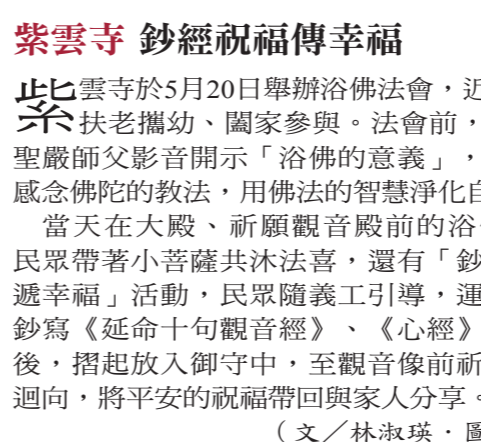 紫雲寺 鈔經祝福傳幸福
紫雲寺於5月20日舉辦浴佛法會，近
扶老攜幼、闔家參與。法會前，
聖嚴師父影音開示「浴佛的意義」，
感念佛陀的教法，用佛法的智慧淨化自
當天在大殿、祈願觀音殿前的浴
民眾帶著小菩薩共沐法喜，還有「鈔
遞幸福」活動，民眾隨義工引導，運
鈔寫《延命十句觀音經》、《心經》
後，摺起放入御守中，至觀音像前祈
迴向，將平安的祝福帶回與家人分享。
（文／林淑瑛．圖